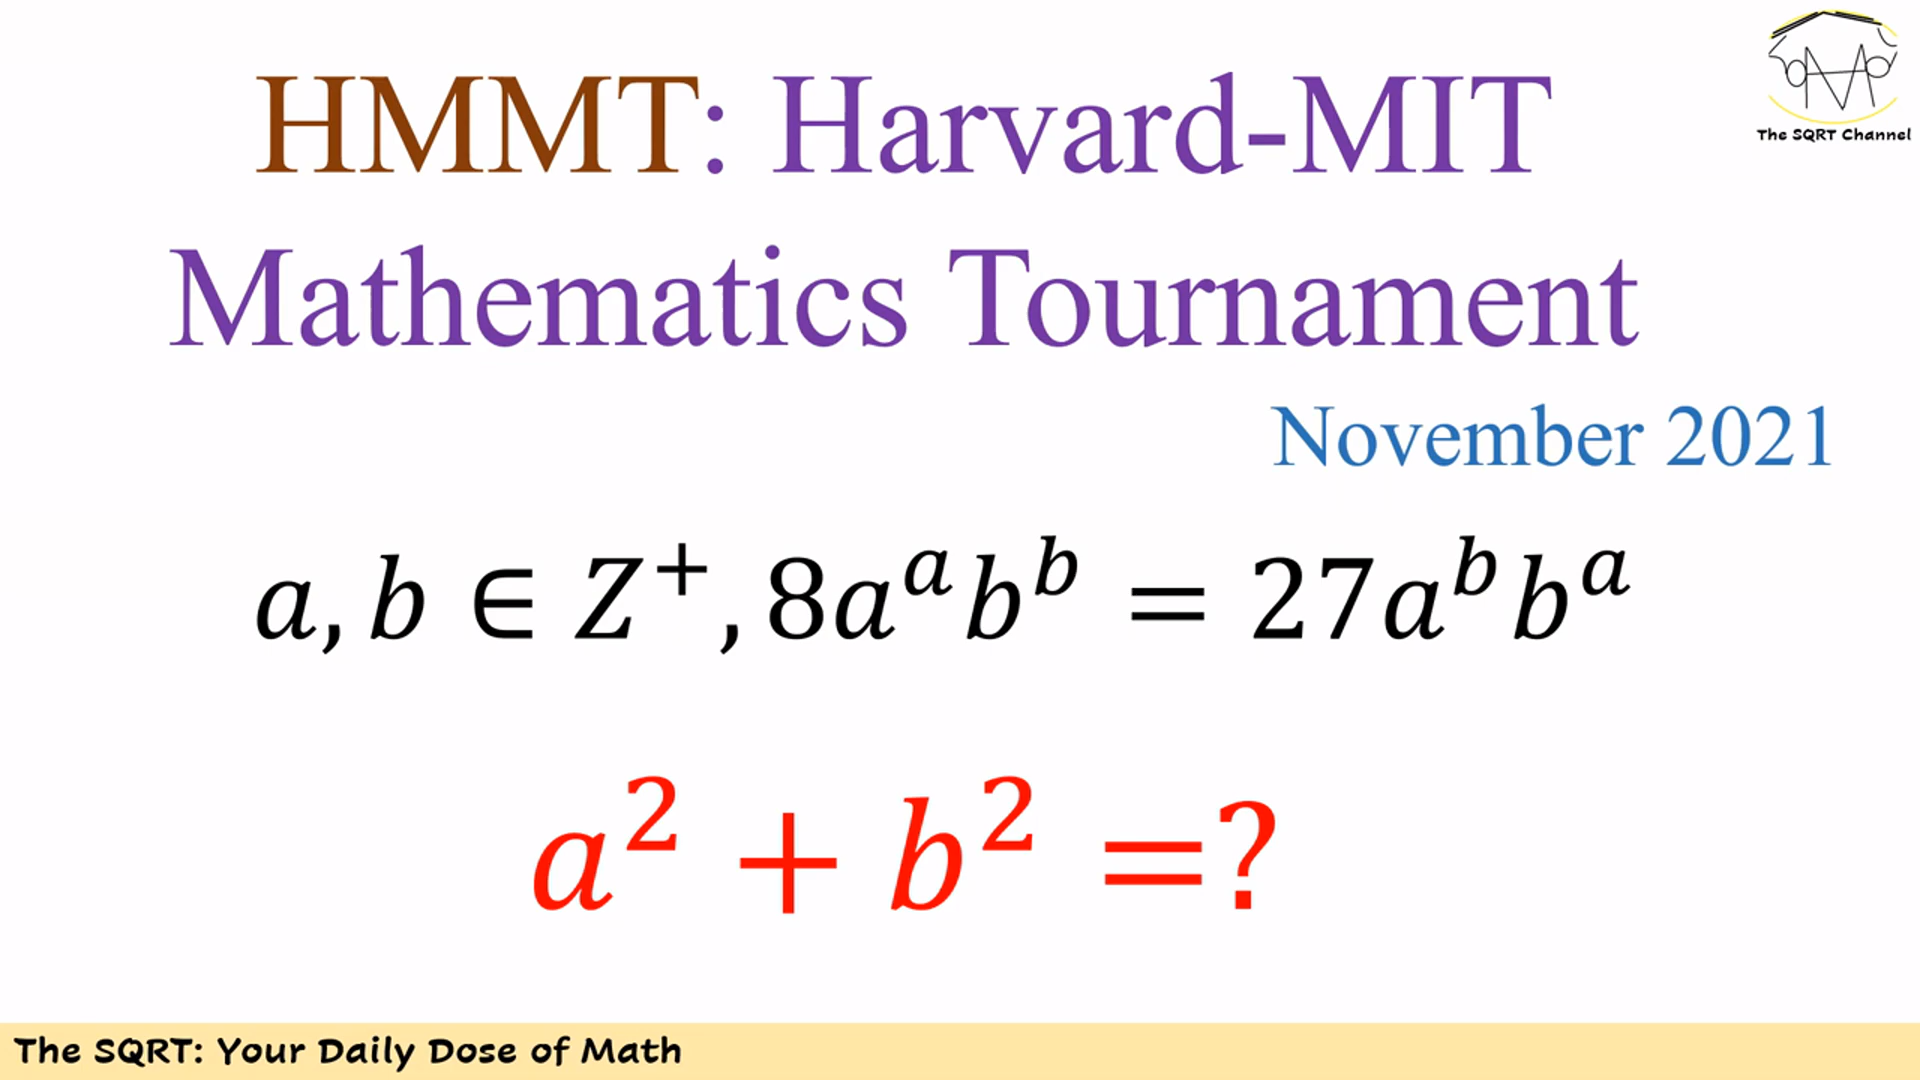 The SQRT Channel
HMMT: Harvard-MIT
Mathematics Tournament
November 2021
a, b ∈ Z⁺, 8aᵃbᵇ = 27aᵇbᵃ
a² + b² =?
The SQRT: Your Daily Dose of Math